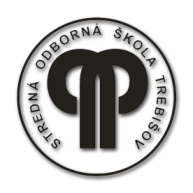 STREDNÁ ODBORNÁ ŠKOLA TREBIŠOV